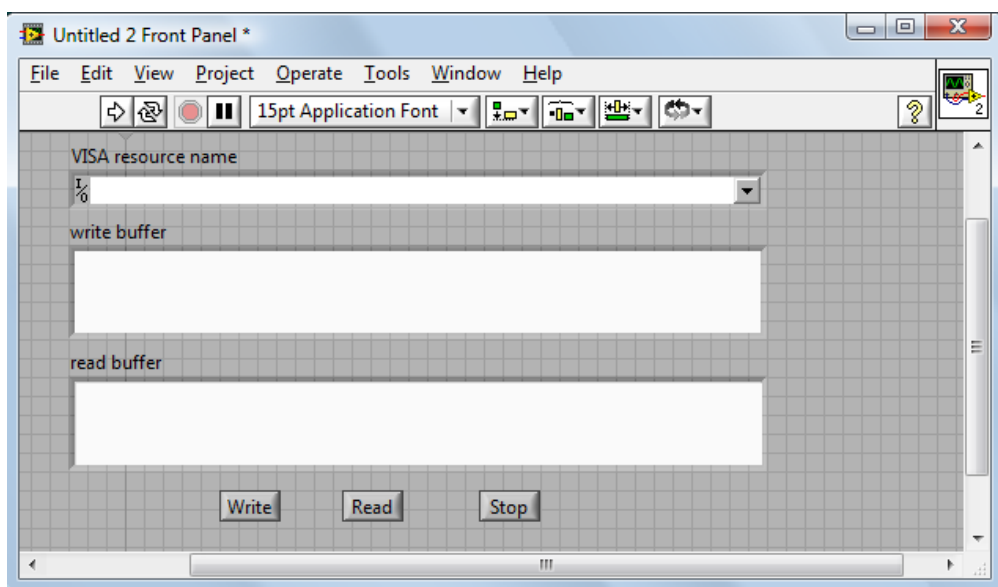 Untitled 2 Front Panel *
File Edit View Project Operate Tools Window Help
15pt Application Font
2
VISA resource name
I/O
write buffer
read buffer
Write Read Stop